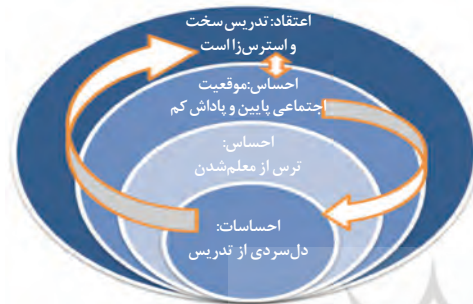 اعتقاد: تدریس سخت
و استرس‌زا است
احساس:موقعیت
اجتماعی پایین و پاداش کم
احساس:
ترس از معلم‌شدن
احساسات:
دل‌سردی از تدریس